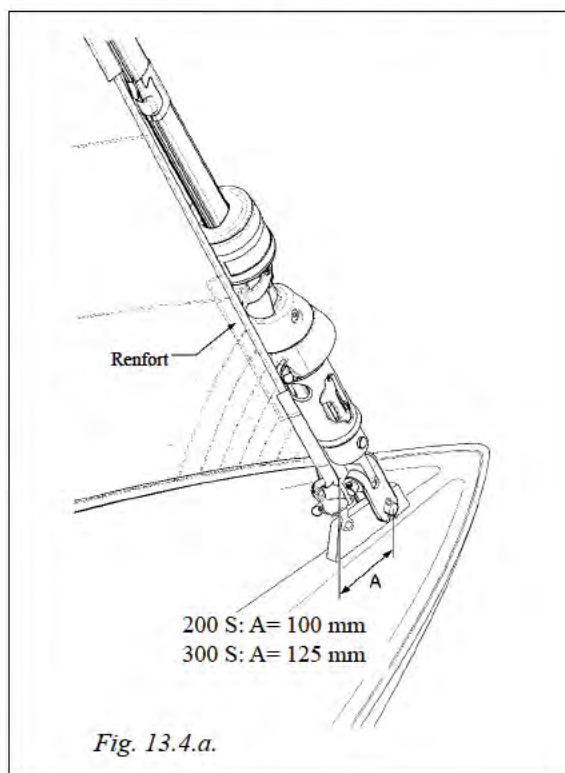 Renfort
A
200 S: A= 100 mm
300 S: A= 125 mm
Fig. 13.4.a.